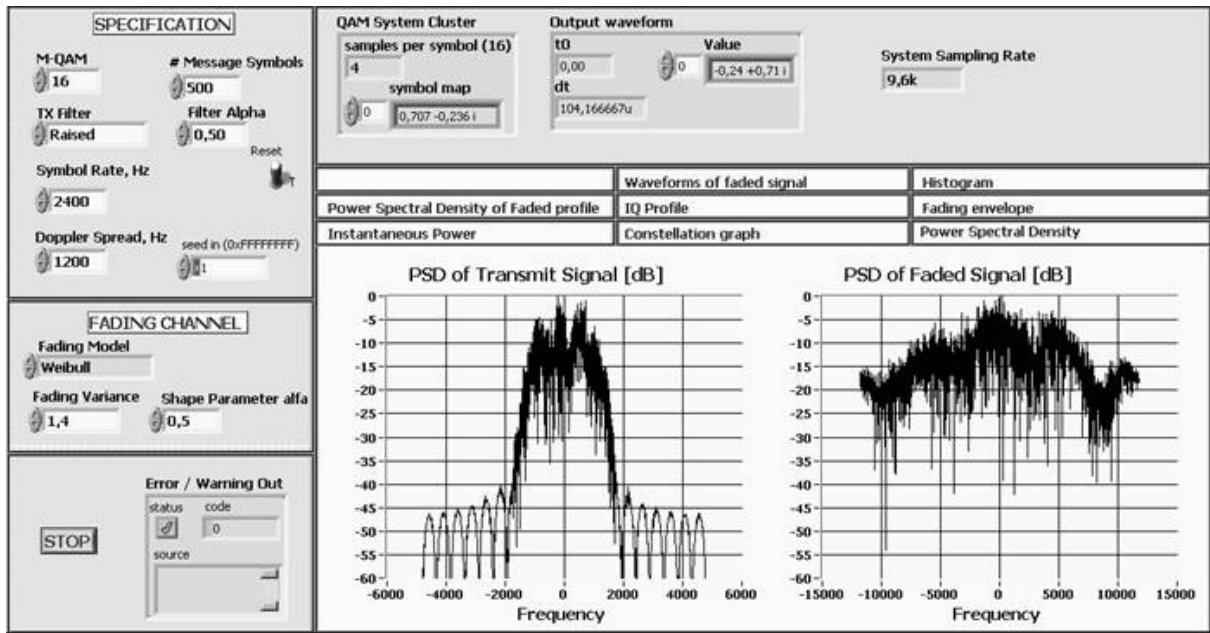 SPECIFICATION
M-QAM
16
# Message Symbols
500
TX Filter
Raised
Filter Alpha
0,50
Reset
T
Symbol Rate, Hz
2400
Doppler Spread, Hz
1200
seed in (0xFFFFFFFF)
1
FADING CHANNEL
Fading Model
Weibull
Fading Variance
1,4
Shape Parameter alfa
0,5
STOP
Error / Warning Out
status
code
0
source
QAM System Cluster
samples per symbol (16)
4
symbol map
0
0,707 -0,236 i
Output waveform
t0
0,00
dt
104,166667u
Value
0
-0,24 +0,71 i
System Sampling Rate
9,6k
Waveforms of faded signal
Histogram
Power Spectral Density of Faded profile
IQ Profile
Fading envelope
Instantaneous Power
Constellation graph
Power Spectral Density
PSD of Transmit Signal [dB]
0
-5
-10
-15
-20
-25
-30
-35
-40
-45
-50
-55
-60
-6000 -4000 -2000 0 2000 4000 6000
Frequency
PSD of Faded Signal [dB]
0
-5
-10
-15
-20
-25
-30
-35
-40
-45
-50
-55
-60
-15000 -10000 -5000 0 5000 10000 15000
Frequency